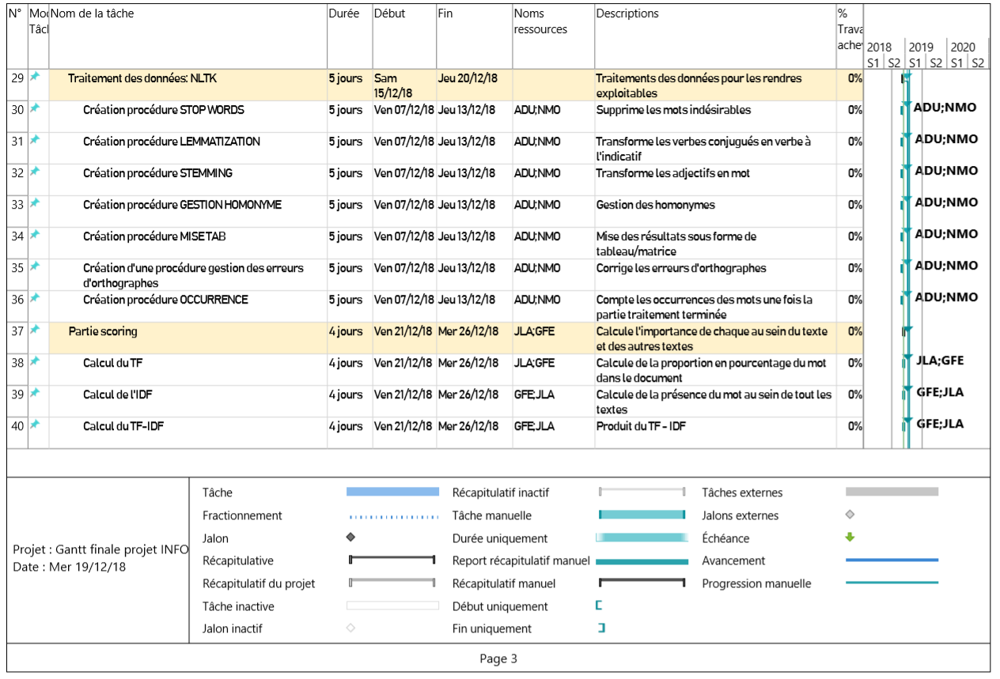 N° Moc Nom de la tâche Durée Début Fin Noms Descriptions %
Tâcl ressources Trava
ache 2018 2019 2020
S1 S2 S1 S2 S1 S2
29 Traitement des données: NLTK 5 jours Sam Jeu 20/12/18 Traitements des données pour les rendres 0%
15/12/18 exploitables
30 Création procédure STOP WORDS 5 jours Ven 07/12/18 Jeu 13/12/18 ADU;NMO Supprime les mots indésirables 0% ADU;NMO
31 Création procédure LEMMATIZATION 5 jours Ven 07/12/18 Jeu 13/12/18 ADU;NMO Transforme les verbes conjugués en verbe à 0% ADU;NMO
l'indicatif
32 Création procédure STEMMING 5 jours Ven 07/12/18 Jeu 13/12/18 ADU;NMO Transforme les adjectifs en mot 0% ADU;NMO
33 Création procédure GESTION HOMONYME 5 jours Ven 07/12/18 Jeu 13/12/18 ADU;NMO Gestion des homonymes 0% ADU;NMO
34 Création procédure MISE TAB 5 jours Ven 07/12/18 Jeu 13/12/18 ADU;NMO Mise des résultats sous forme de 0% ADU;NMO
tableau/matrice
35 Création d'une procédure gestion des erreurs 5 jours Ven 07/12/18 Jeu 13/12/18 ADU;NMO Corrige les erreurs d'orthographes 0% ADU;NMO
d'orthographes
36 Création procédure OCCURRENCE 5 jours Ven 07/12/18 Jeu 13/12/18 ADU;NMO Compte les occurrences des mots une fois la 0% ADU;NMO
partie traitement terminée
37 Partie scoring 4 jours Ven 21/12/18 Mer 26/12/18 JLA;GFE Calcule l'importance de chaque au sein du texte 0%
et des autres textes
38 Calcul du TF 4 jours Ven 21/12/18 Mer 26/12/18 JLA;GFE Calcule de la proportion en pourcentage du mot 0% JLA;GFE
dans le document
39 Calcul de l'IDF 4 jours Ven 21/12/18 Mer 26/12/18 GFE;JLA Calcule de la présence du mot au sein de tout les 0% GFE;JLA
textes
40 Calcul du TF-IDF 4 jours Ven 21/12/18 Mer 26/12/18 GFE;JLA Produit du TF - IDF 0% GFE;JLA
Projet : Gantt finale projet INFO
Date : Mer 19/12/18
Tâche
Fractionnement
Jalon
Récapitulative
Récapitulatif du projet
Tâche inactive
Jalon inactif
Récapitulatif inactif
Tâche manuelle
Durée uniquement
Report récapitulatif manuel
Récapitulatif manuel
Début uniquement
Fin uniquement
Tâches externes
Jalons externes
Échéance
Avancement
Progression manuelle
Page 3